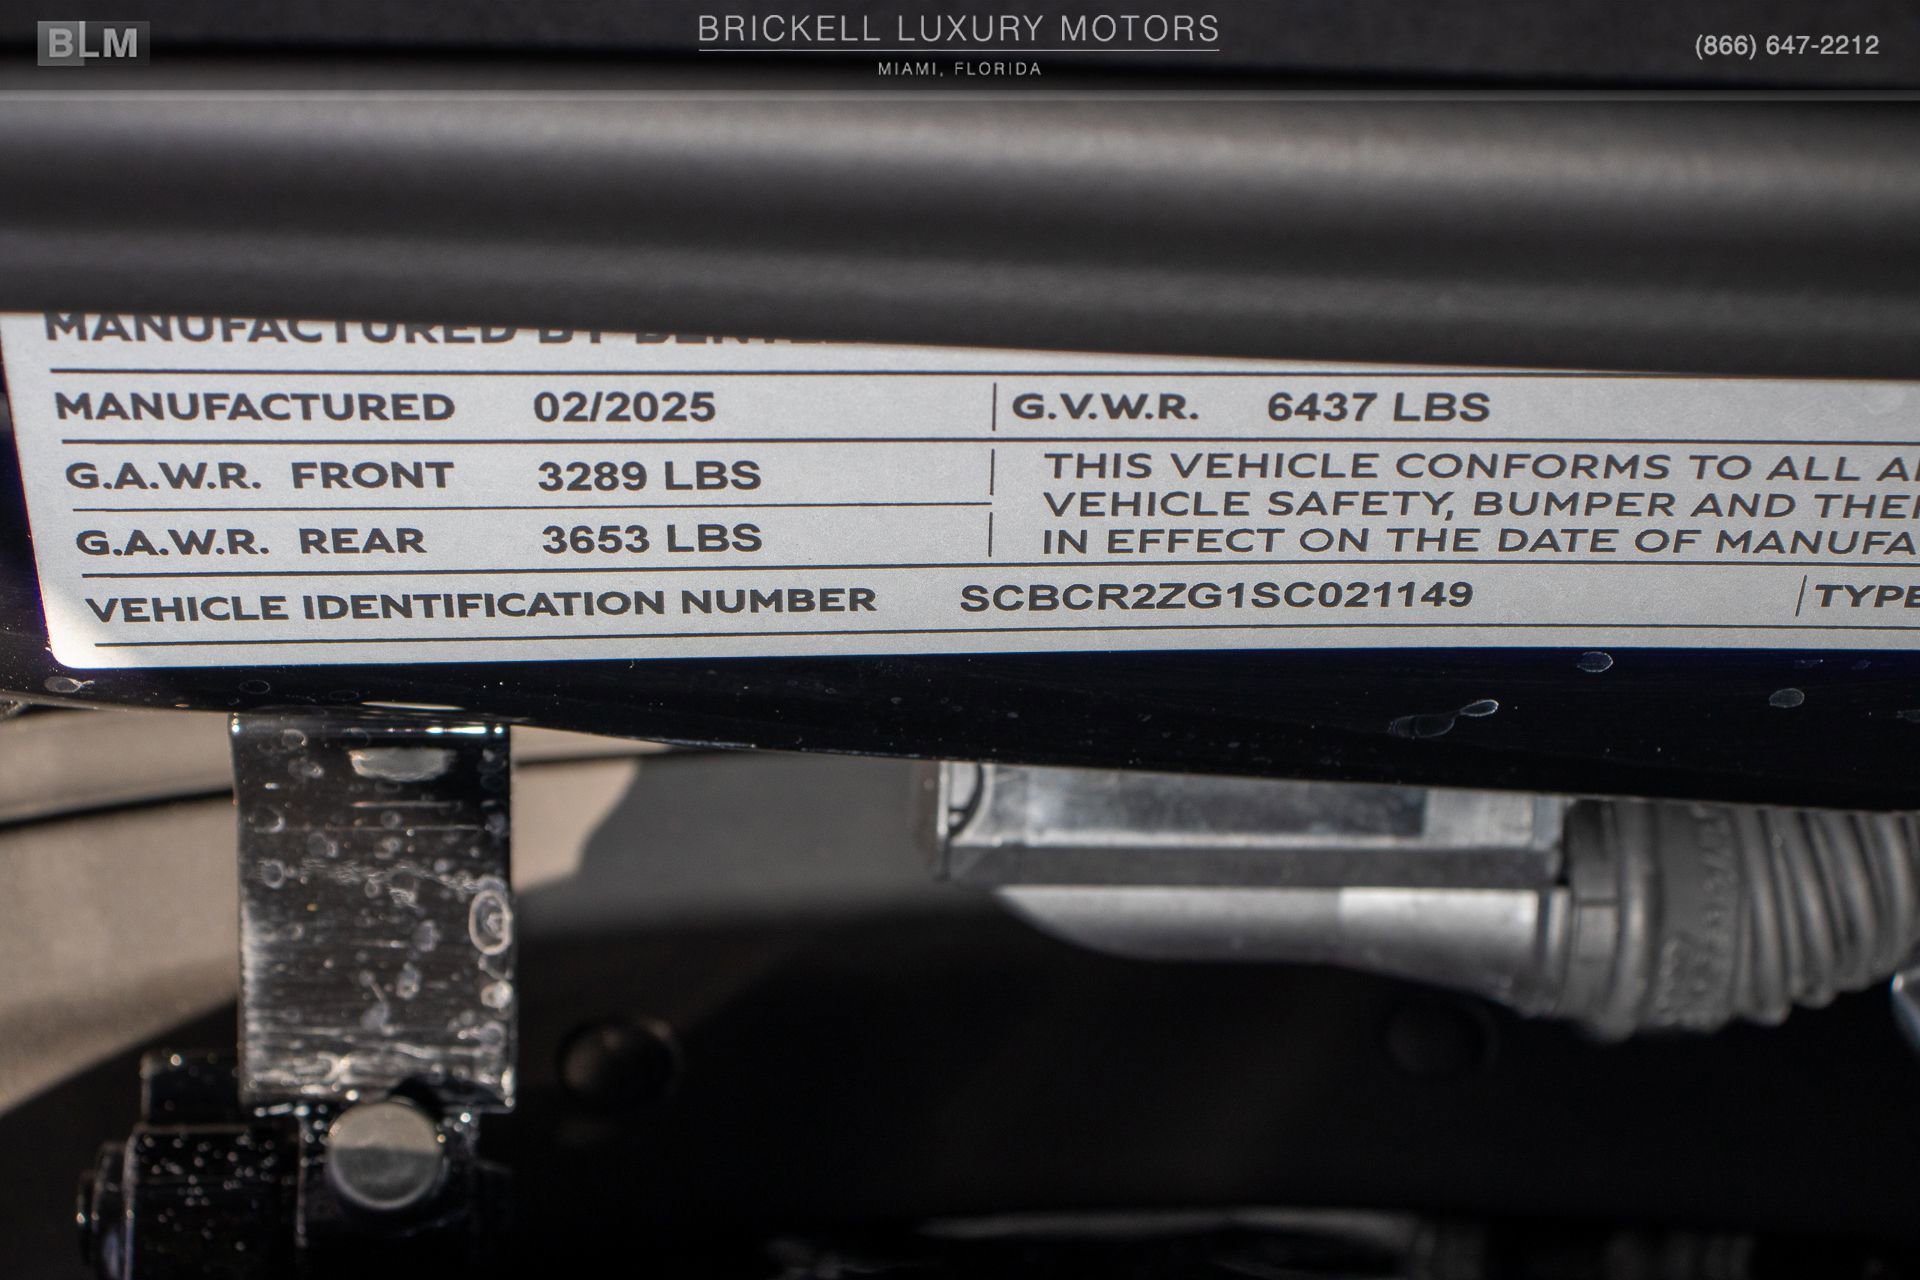 BLM
BRICKELL LUXURY MOTORS
MIAMI, FLORIDA
(866) 647-2212
MANUFACTURED BY
MANUFACTURED 02/2025 G.V.W.R. 6437 LBS
G.A.W.R. FRONT 3289 LBS
G.A.W.R. REAR 3653 LBS
THIS VEHICLE CONFORMS TO ALL
VEHICLE SAFETY, BUMPER AND
IN EFFECT ON THE DATE OF
VEHICLE IDENTIFICATION NUMBER SCBCR2ZG1SC021149 TYPE